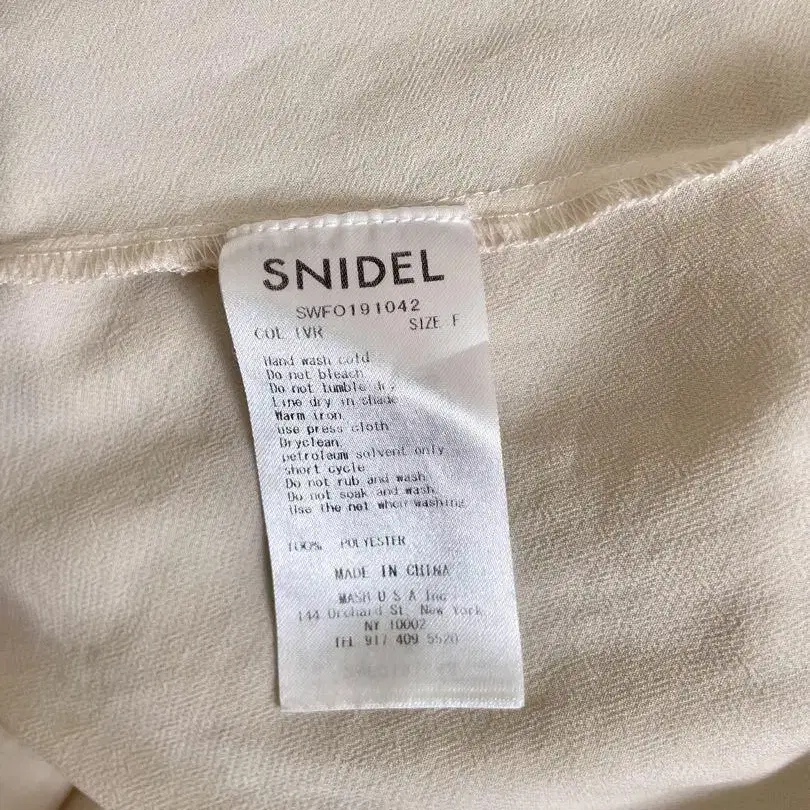 SNIDEL
SWFO191042
COL IVR SIZE F
Hand wash cold
Do not bleach
Do not tumble dry
Line dry in shade
Warm iron
use press cloth
Dryclean,
petroleum solvent only
short cycle
Do not rub and wash
Do not soak and wash
Use the net when washing
100% POLYESTER
MADE IN CHINA
MASH U S A Inc
144 Orchard St. New York
NY 10002
TEL 917 409 5520